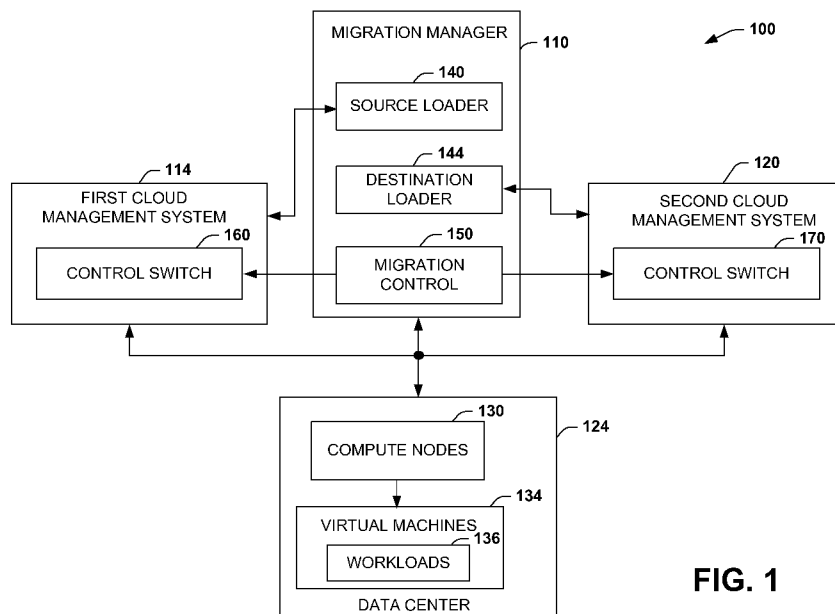 MIGRATION MANAGER
100
110
140
SOURCE LOADER
144
DESTINATION
LOADER
114
FIRST CLOUD
MANAGEMENT SYSTEM
160
CONTROL SWITCH
150
MIGRATION
CONTROL
120
SECOND CLOUD
MANAGEMENT SYSTEM
170
CONTROL SWITCH
130
COMPUTE NODES
124
134
VIRTUAL MACHINES
136
WORKLOADS
DATA CENTER
FIG. 1